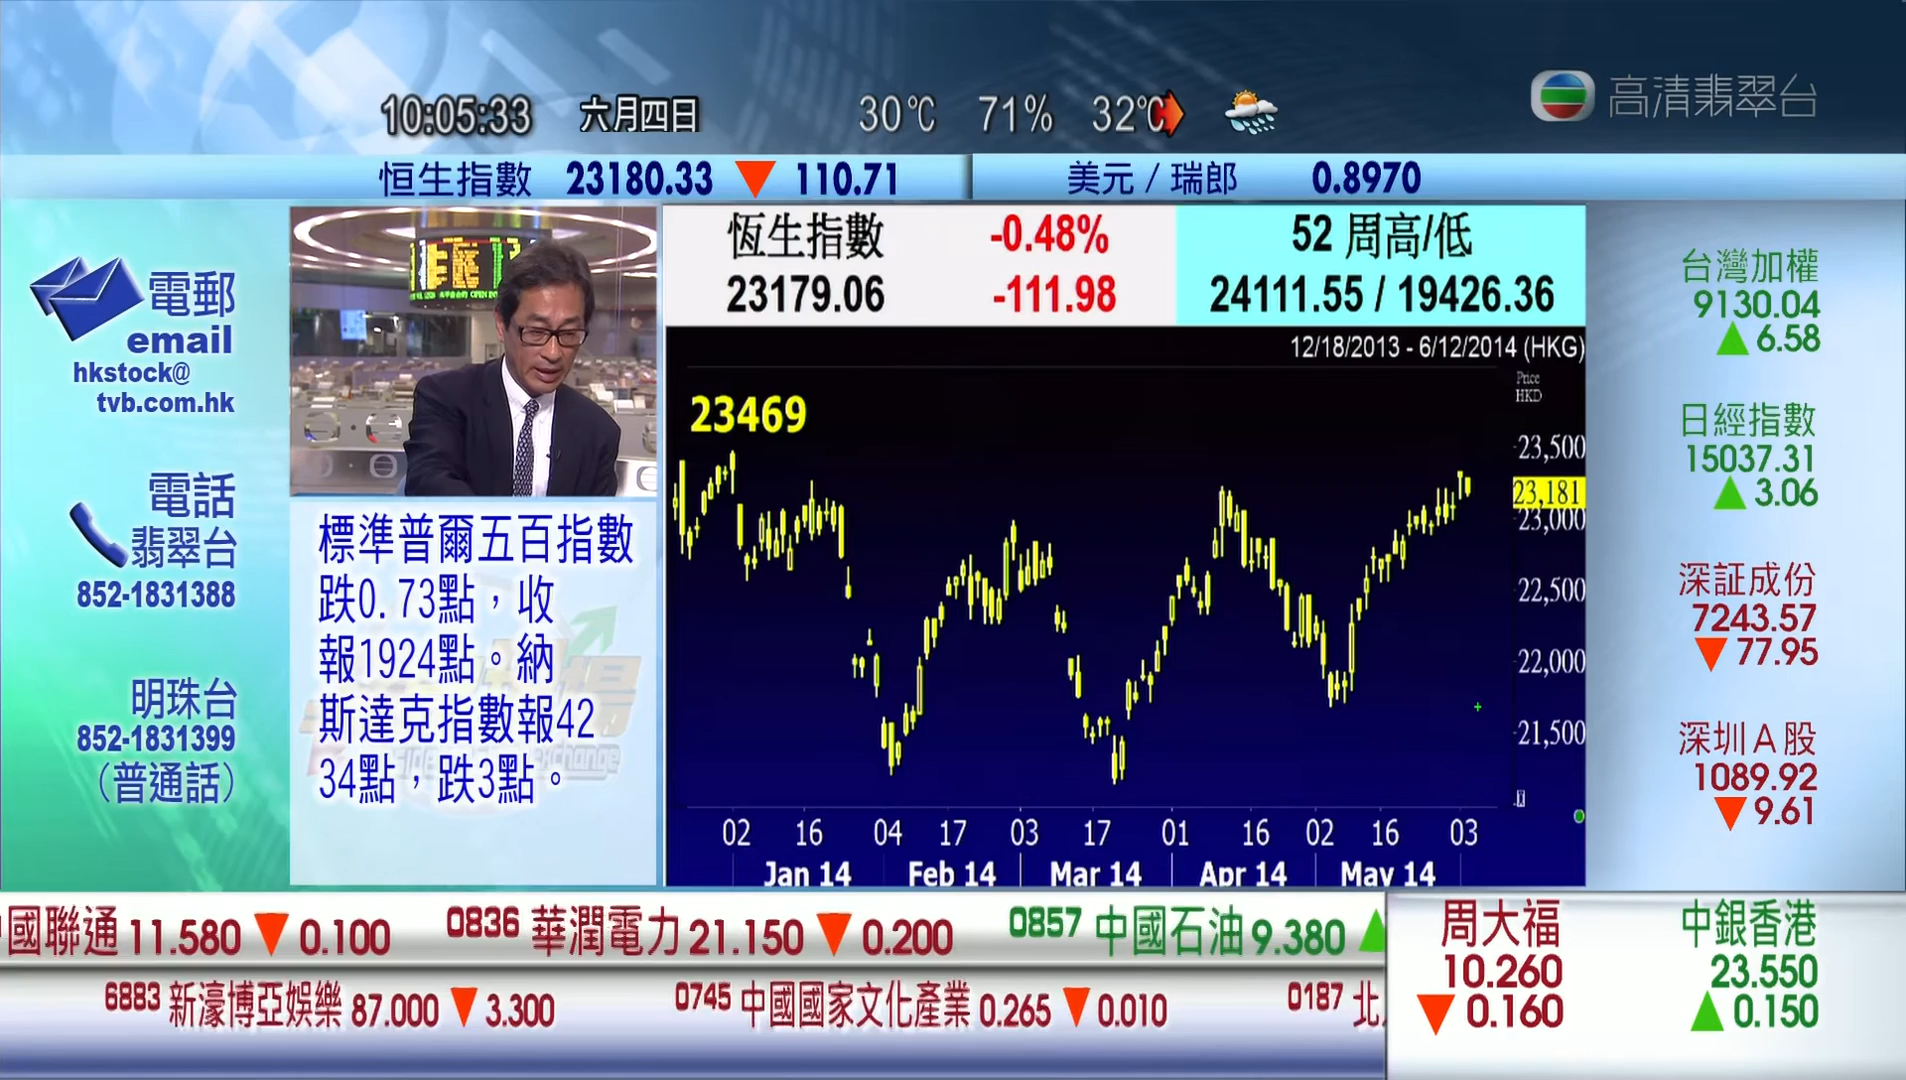 10:05:33 六月四日 30℃ 71% 32℃
高清翡翠台
恒生指數 23180.33 ▼ 110.71
美元 / 瑞郎 0.8970
電郵
email
hkstock@
tvb.com.hk
電話
翡翠台
852-1831388
明珠台
852-1831399
（普通話）
標準普爾五百指數
跌0.73點，收
報1924點。納
斯達克指數報42
34點，跌3點。
恆生指數 -0.48%
23179.06 -111.98
52 周高/低
24111.55 / 19426.36
12/18/2013 - 6/12/2014 (HKG)
Price
HKD
23469
23,500
23,181
23,000
22,500
22,000
21,500
02 16 04 17 03 17 01 16 02 16 03
Jan 14 Feb 14 Mar 14 Apr 14 May 14
台灣加權
9130.04
▲ 6.58
日經指數
15037.31
▲ 3.06
深証成份
7243.57
▼ 77.95
深圳A股
1089.92
▼ 9.61
國聯通 11.580 ▼ 0.100 0836 華潤電力 21.150 ▼ 0.200 0857 中國石油 9.380 ▲
6883 新濠博亞娛樂 87.000 ▼ 3.300 0745 中國國家文化產業 0.265 ▼ 0.010 0187 北
周大福
10.260
▼ 0.160
中銀香港
23.550
▲ 0.150